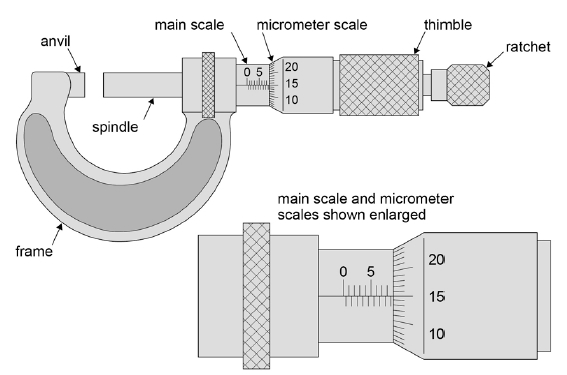 main scale
micrometer scale
thimble
anvil
ratchet
0 5
20
15
10
spindle
main scale and micrometer
scales shown enlarged
frame
0 5
20
15
10